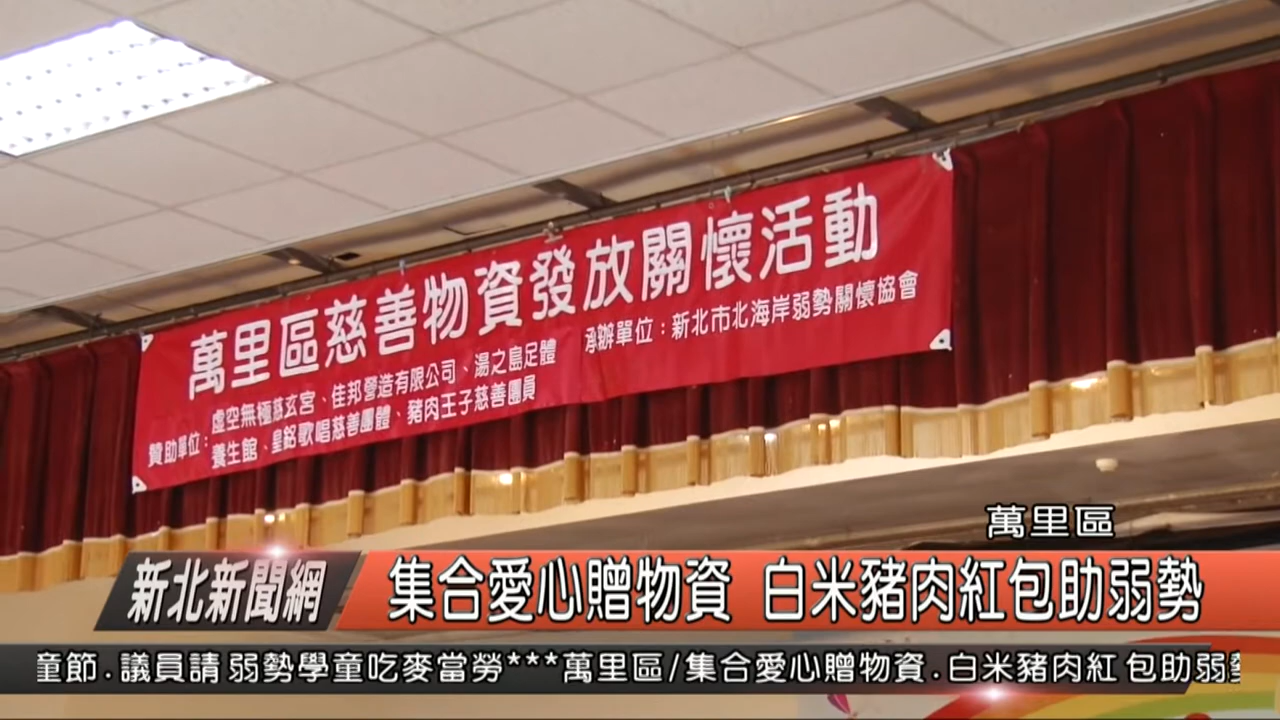 萬里區慈善物資發放關懷活動
贊助單位：虛空無極慈玄宮、佳邦營造有限公司、湯之島足體
養生館、皇銘歌唱慈善團體、豬肉王子慈善團員
承辦單位：新北市北海岸弱勢關懷協會
萬里區
新北新聞網
集合愛心贈物資 白米豬肉紅包助弱勢
童節.議員請弱勢學童吃麥當勞***萬里區/集合愛心贈物資.白米豬肉紅包助弱